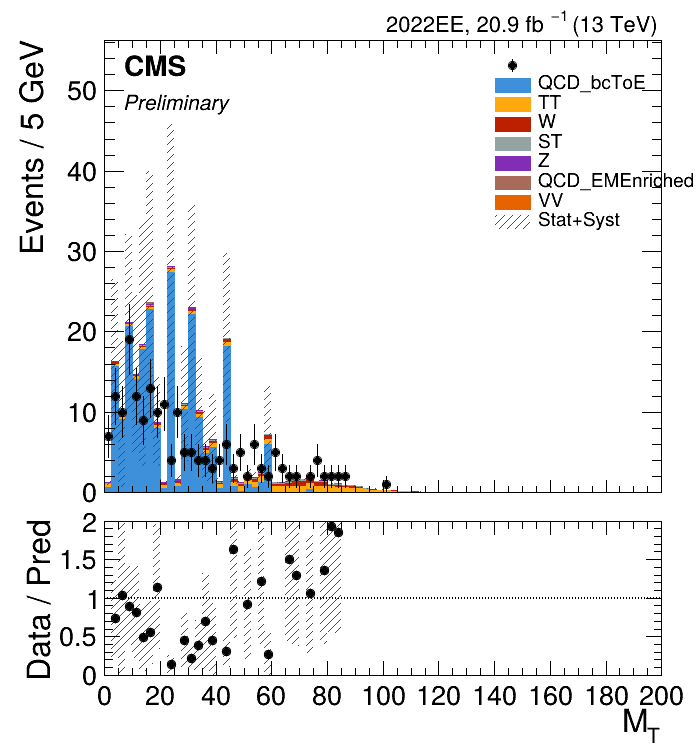 2022EE, 20.9 fb⁻¹ (13 TeV)
CMS
Preliminary
QCD_bcToE
TT
W
ST
Z
QCD_EMEnriched
VV
Stat+Syst
Events / 5 GeV
50
40
30
20
10
0
Data / Pred
2
1.5
1
0.5
0
0 20 40 60 80 100 120 140 160 180 200
M_T